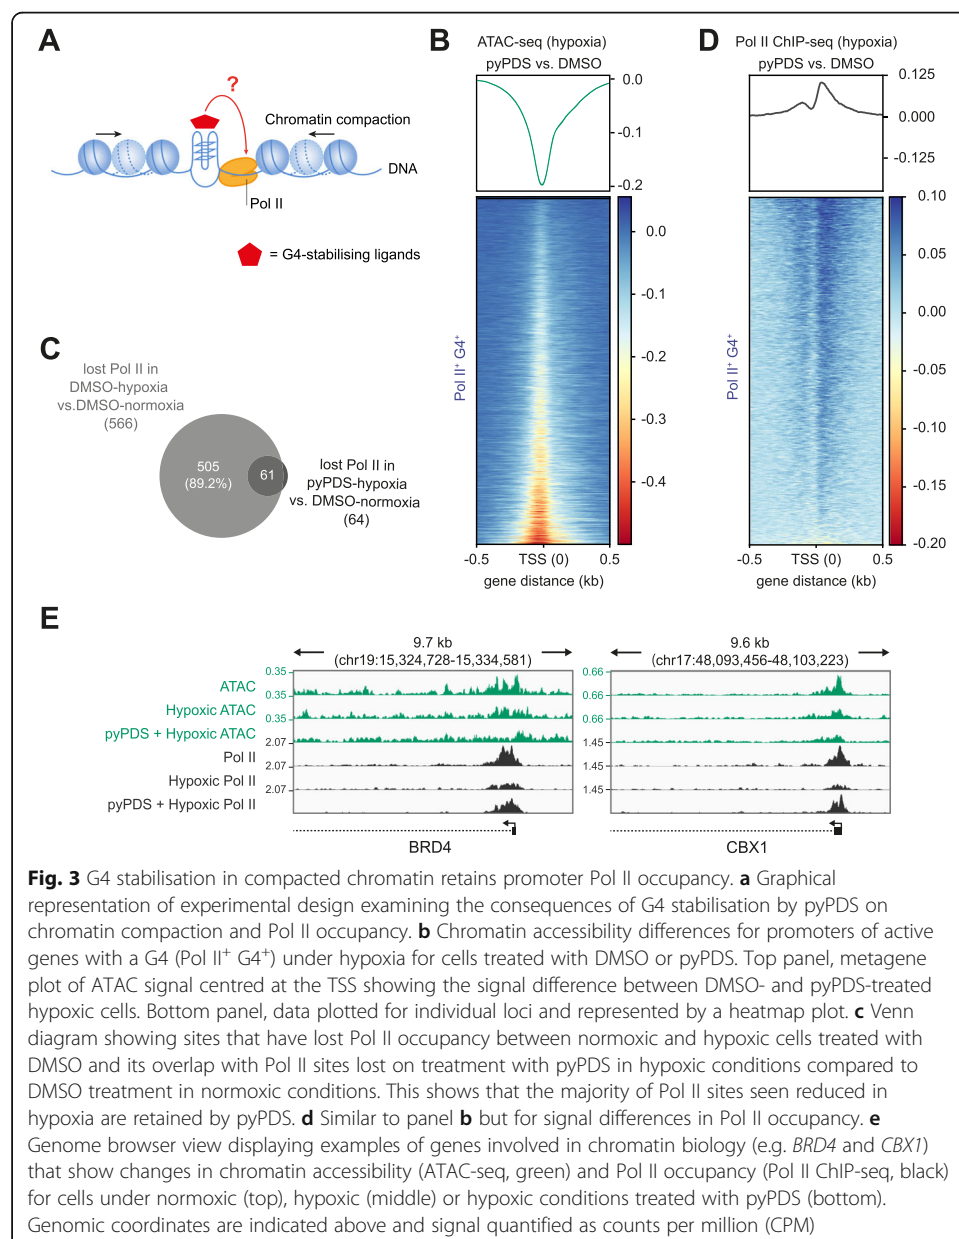 A
?
Chromatin compaction
DNA
Pol II
= G4-stabilising ligands
B
ATAC-seq (hypoxia)
pyPDS vs. DMSO
0.0
-0.1
-0.2
Pol II⁺ G4⁺
0.0
-0.1
-0.2
-0.3
-0.4
-0.5 TSS (0) 0.5
gene distance (kb)
D
Pol II ChIP-seq (hypoxia)
pyPDS vs. DMSO
0.125
0.000
-0.125
Pol II⁺ G4⁺
0.10
0.05
0.00
-0.05
-0.10
-0.15
-0.20
-0.5 TSS (0) 0.5
gene distance (kb)
C
lost Pol II in
DMSO-hypoxia
vs.DMSO-normoxia
(566)
505
(89.2%)
61
lost Pol II in
pyPDS-hypoxia
vs. DMSO-normoxia
(64)
E
9.7 kb
(chr19:15,324,728-15,334,581)
9.6 kb
(chr17:48,093,456-48,103,223)
ATAC
Hypoxic ATAC
pyPDS + Hypoxic ATAC
Pol II
Hypoxic Pol II
pyPDS + Hypoxic Pol II
0.35
0.35
0.35
2.07
2.07
2.07
0.66
0.66
0.66
1.45
1.45
1.45
BRD4
CBX1
Fig. 3 G4 stabilisation in compacted chromatin retains promoter Pol II occupancy. a Graphical
representation of experimental design examining the consequences of G4 stabilisation by pyPDS on
chromatin compaction and Pol II occupancy. b Chromatin accessibility differences for promoters of active
genes with a G4 (Pol II⁺ G4⁺) under hypoxia for cells treated with DMSO or pyPDS. Top panel, metagene
plot of ATAC signal centred at the TSS showing the signal difference between DMSO- and pyPDS-treated
hypoxic cells. Bottom panel, data plotted for individual loci and represented by a heatmap plot. c Venn
diagram showing sites that have lost Pol II occupancy between normoxic and hypoxic cells treated with
DMSO and its overlap with Pol II sites lost on treatment with pyPDS in hypoxic conditions compared to
DMSO treatment in normoxic conditions. This shows that the majority of Pol II sites seen reduced in
hypoxia are retained by pyPDS. d Similar to panel b but for signal differences in Pol II occupancy. e
Genome browser view displaying examples of genes involved in chromatin biology (e.g. BRD4 and CBX1)
that show changes in chromatin accessibility (ATAC-seq, green) and Pol II occupancy (Pol II ChIP-seq, black)
for cells under normoxic (top), hypoxic (middle) or hypoxic conditions treated with pyPDS (bottom).
Genomic coordinates are indicated above and signal quantified as counts per million (CPM)